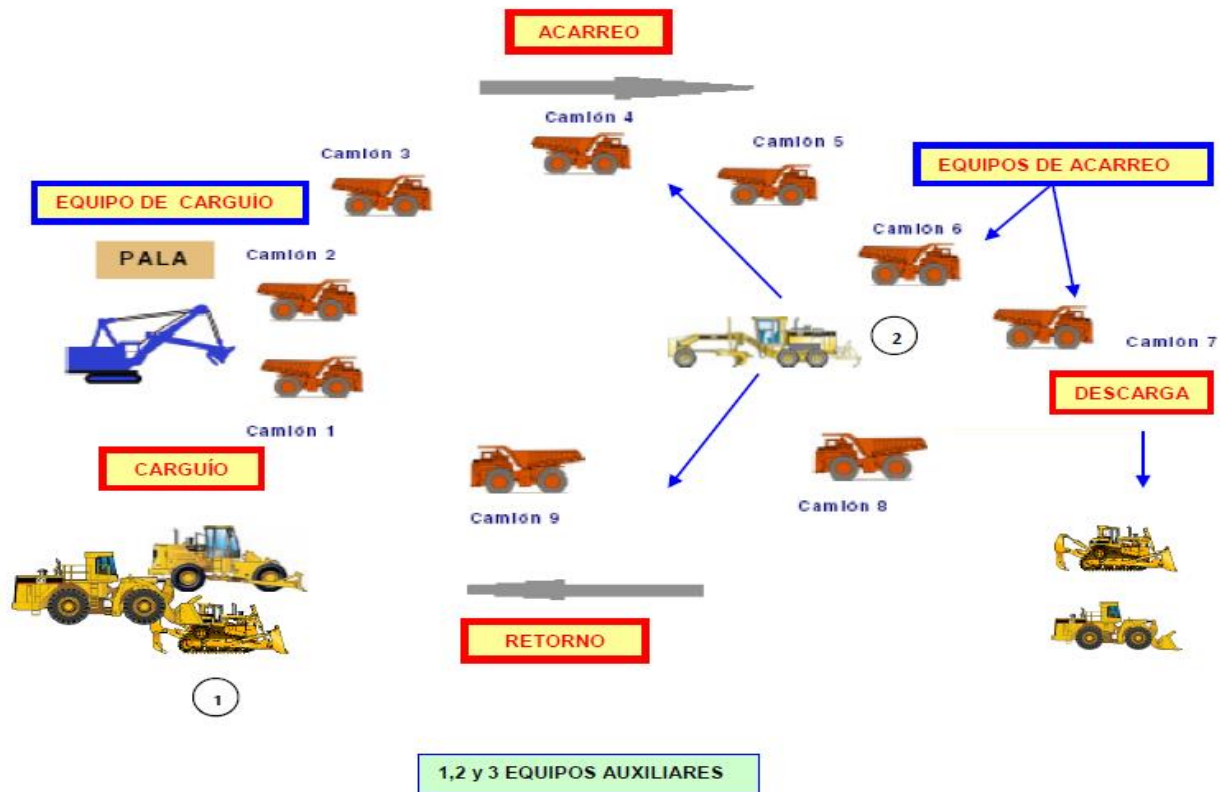 ACARREO
Camión 4
Camión 5
Camión 3
EQUIPOS DE ACARREO
EQUIPO DE CARGUÍO
Camión 6
PALA
Camión 2
2
Camión 7
DESCARGA
Camión 1
CARGUÍO
Camión 8
Camión 9
RETORNO
1
1,2 y 3 EQUIPOS AUXILIARES